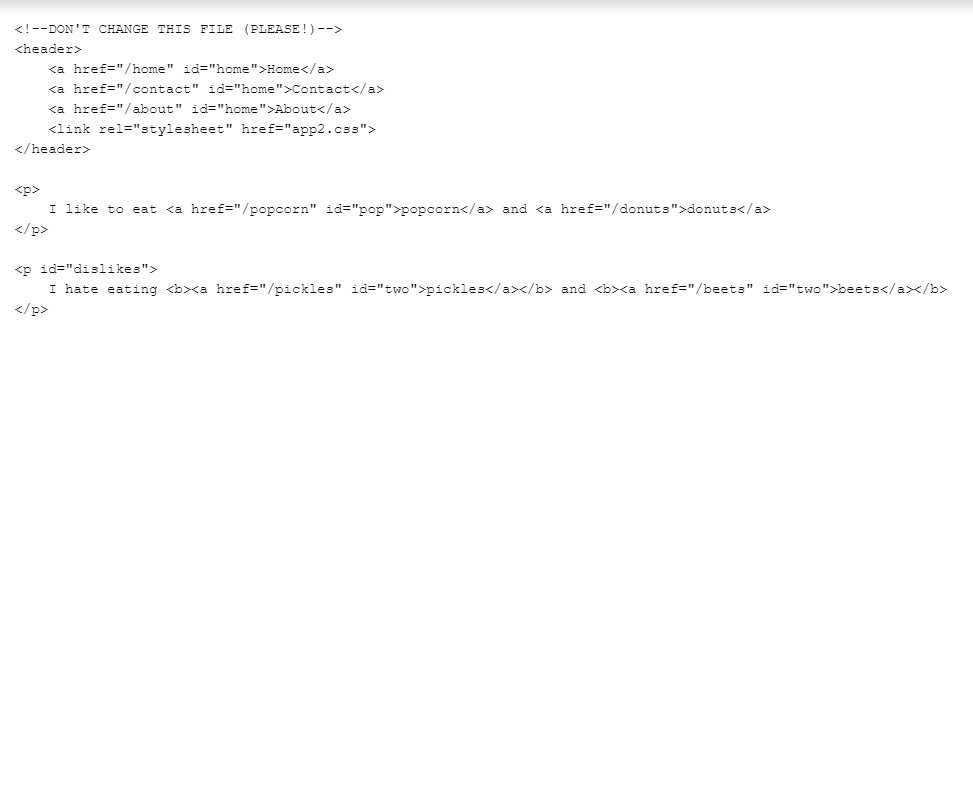 <!--DON'T CHANGE THIS FILE (PLEASE!)-->
<header>
    <a href="/home" id="home">Home</a>
    <a href="/contact" id="home">Contact</a>
    <a href="/about" id="home">About</a>
    <link rel="stylesheet" href="app2.css">
</header>

<p>
    I like to eat <a href="/popcorn" id="pop">popcorn</a> and <a href="/donuts">donuts</a>
</p>

<p id="dislikes">
    I hate eating <b><a href="/pickles" id="two">pickles</a></b> and <b><a href="/beets" id="two">beets</a></b>
</p>